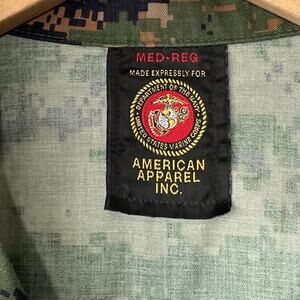 MED-REG
MADE EXPRESSLY FOR
DEPARTMENT OF THE NAVY
UNITED STATES MARINE CORPS
AMERICAN
APPAREL
INC.